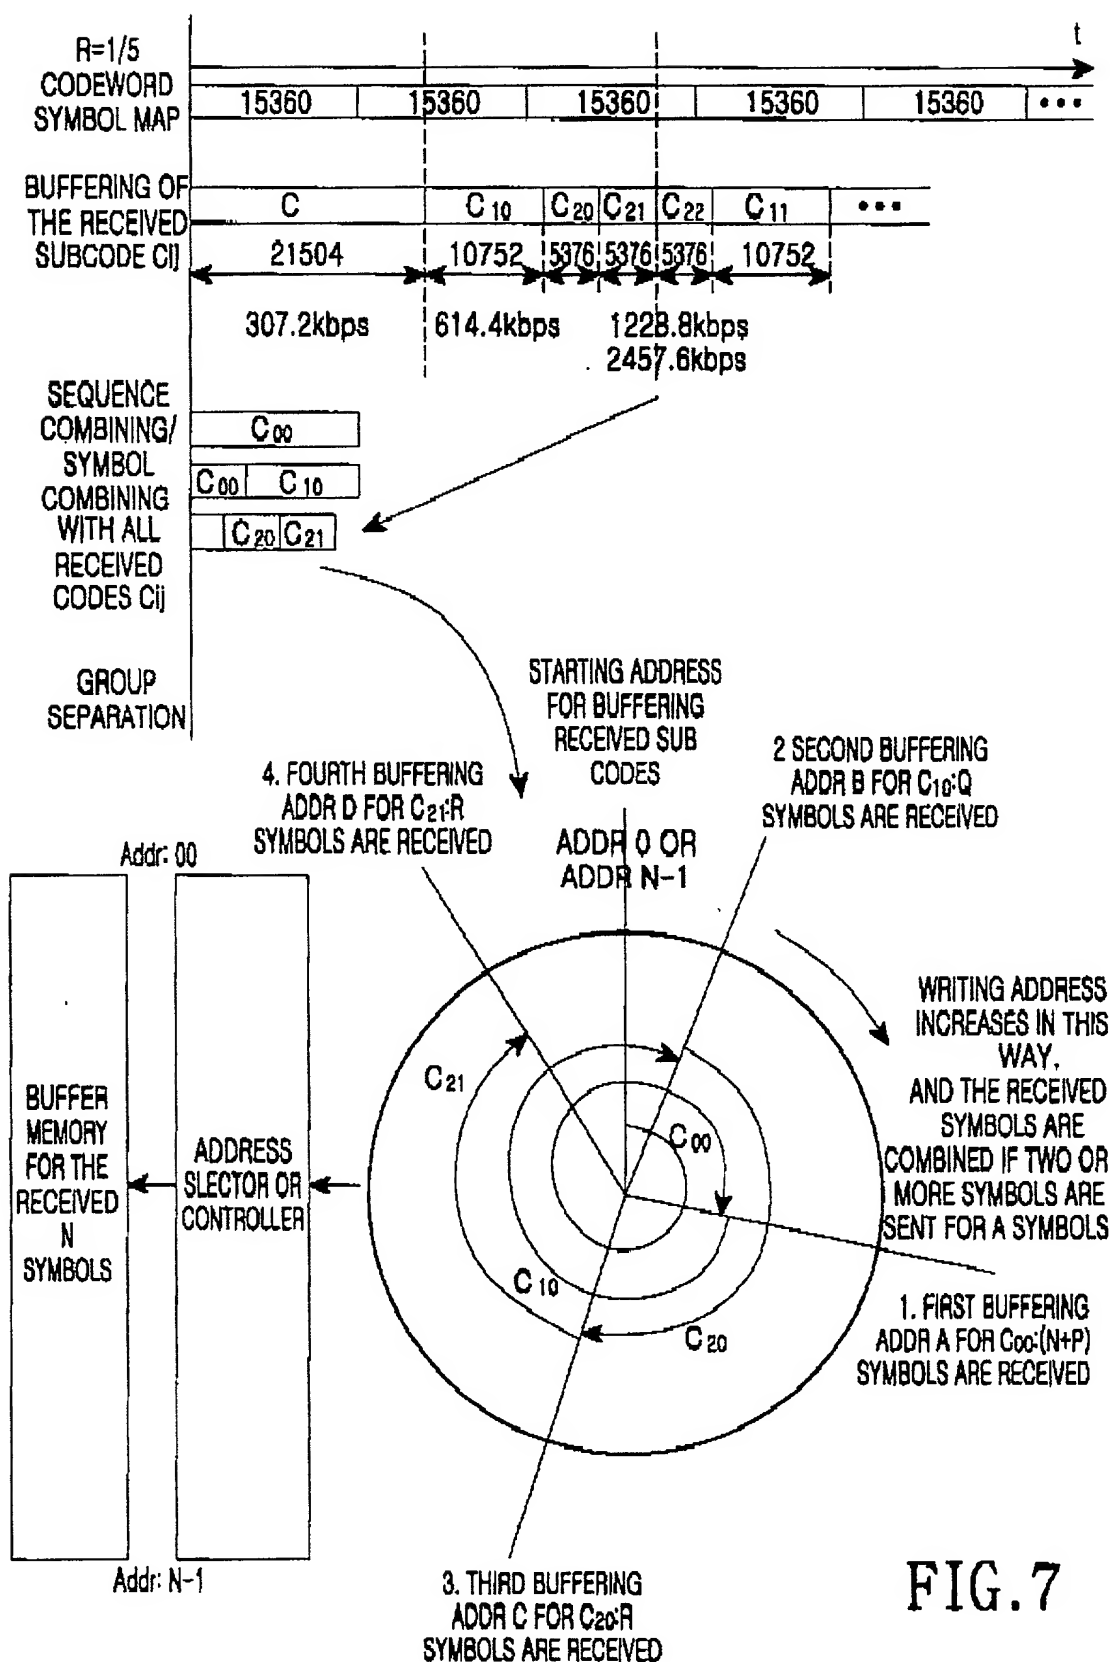 t
R=1/5
CODEWORD
SYMBOL MAP
15360 15360 15360 15360 15360 •••
BUFFERING OF
THE RECEIVED
SUBCODE Cij
C C10 C20 C21 C22 C11 •••
21504 10752 5376 5376 5376 10752
307.2kbps 614.4kbps 1228.8kbps
2457.6kbps
SEQUENCE
COMBINING/
SYMBOL
COMBINING
WITH ALL
RECEIVED
CODES Cij
C00
C00 C10
C20 C21
GROUP
SEPARATION
STARTING ADDRESS
FOR BUFFERING
RECEIVED SUB
CODES
ADDR 0 OR
ADDR N-1
2 SECOND BUFFERING
ADDR B FOR C10:Q
SYMBOLS ARE RECEIVED
4. FOURTH BUFFERING
ADDR D FOR C21:R
SYMBOLS ARE RECEIVED
Addr: 00
BUFFER
MEMORY
FOR THE
RECEIVED
N
SYMBOLS
ADDRESS
SLECTOR OR
CONTROLLER
Addr: N-1
C21
C00
C10
C20
WRITING ADDRESS
INCREASES IN THIS
WAY,
AND THE RECEIVED
SYMBOLS ARE
COMBINED IF TWO OR
MORE SYMBOLS ARE
SENT FOR A SYMBOLS
1. FIRST BUFFERING
ADDR A FOR C00:(N+P)
SYMBOLS ARE RECEIVED
3. THIRD BUFFERING
ADDR C FOR C20:R
SYMBOLS ARE RECEIVED
FIG.7